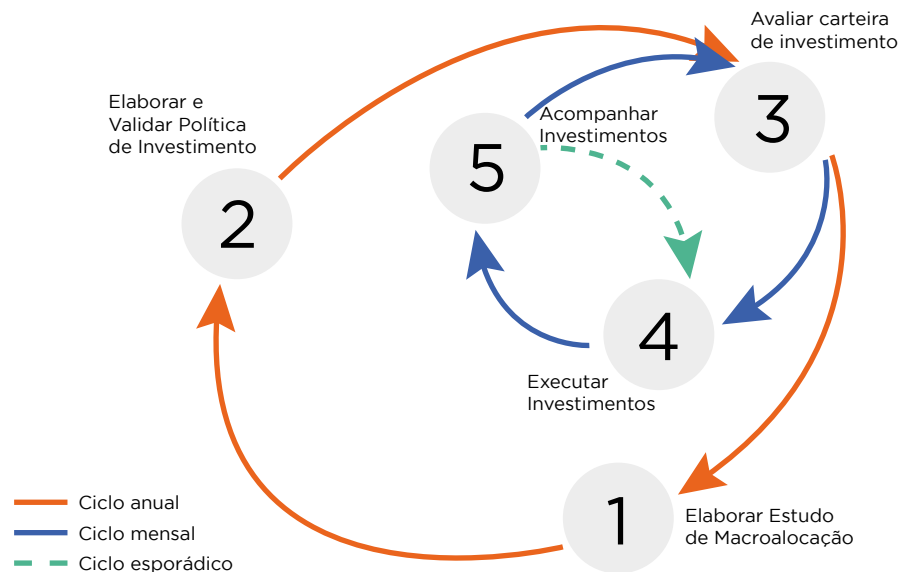 Avaliar carteira
de investimento
3
Elaborar e
Validar Política
de Investimento
2
Acompanhar
Investimentos
5
4
Executar
Investimentos
1
Elaborar Estudo
de Macroalocação
Ciclo anual
Ciclo mensal
Ciclo esporádico